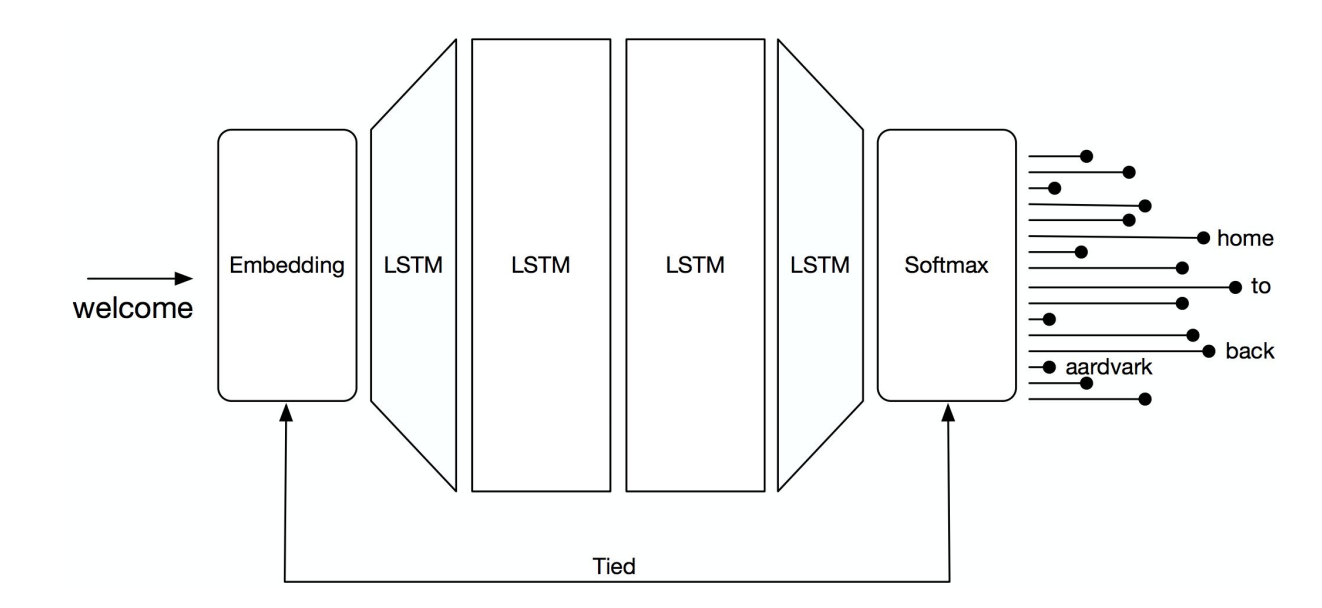 welcome
Embedding
LSTM
LSTM
LSTM
LSTM
Softmax
home
to
back
aardvark
Tied